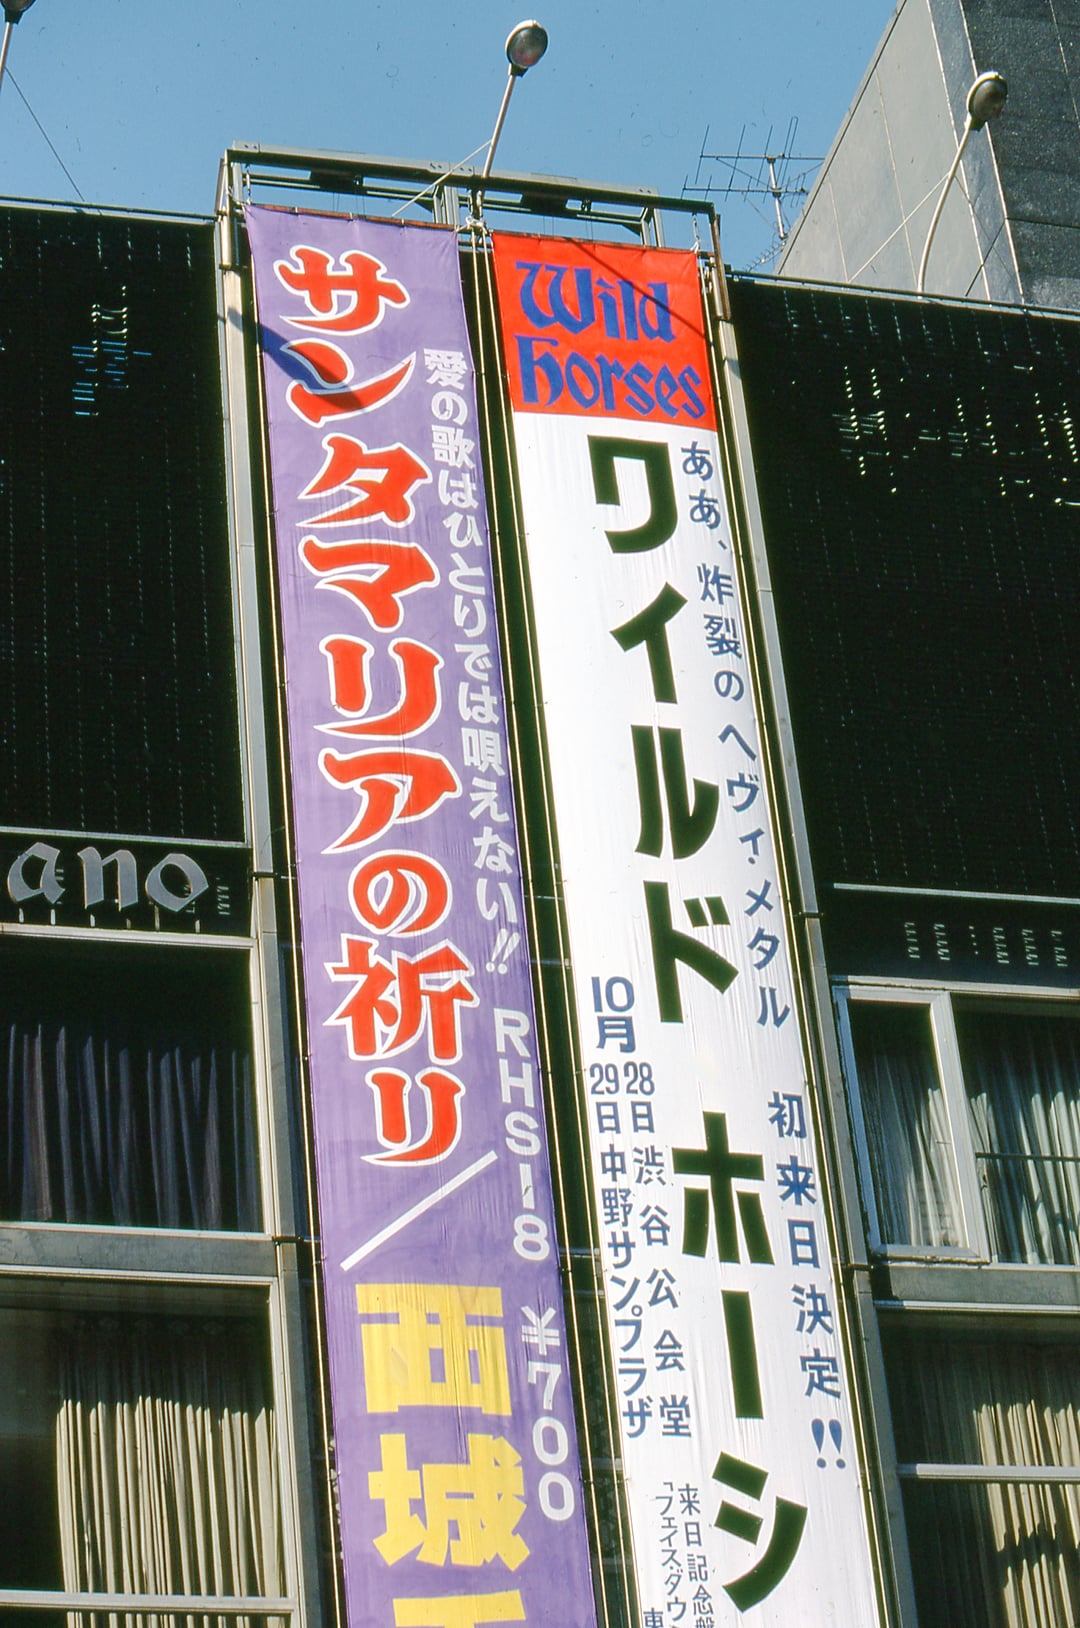 サンタマリアの祈り／西城
愛の歌はひとりでは唄えない!!
RHS-18 ¥700
Wild
Horses
ワイルド ホーシ
ああ、炸裂のヘヴィ・メタル 初来日決定!!
10月
28日 渋谷公会堂
29日 中野サンプラザ
来日記念盤
「フェイス・ダウ
ano